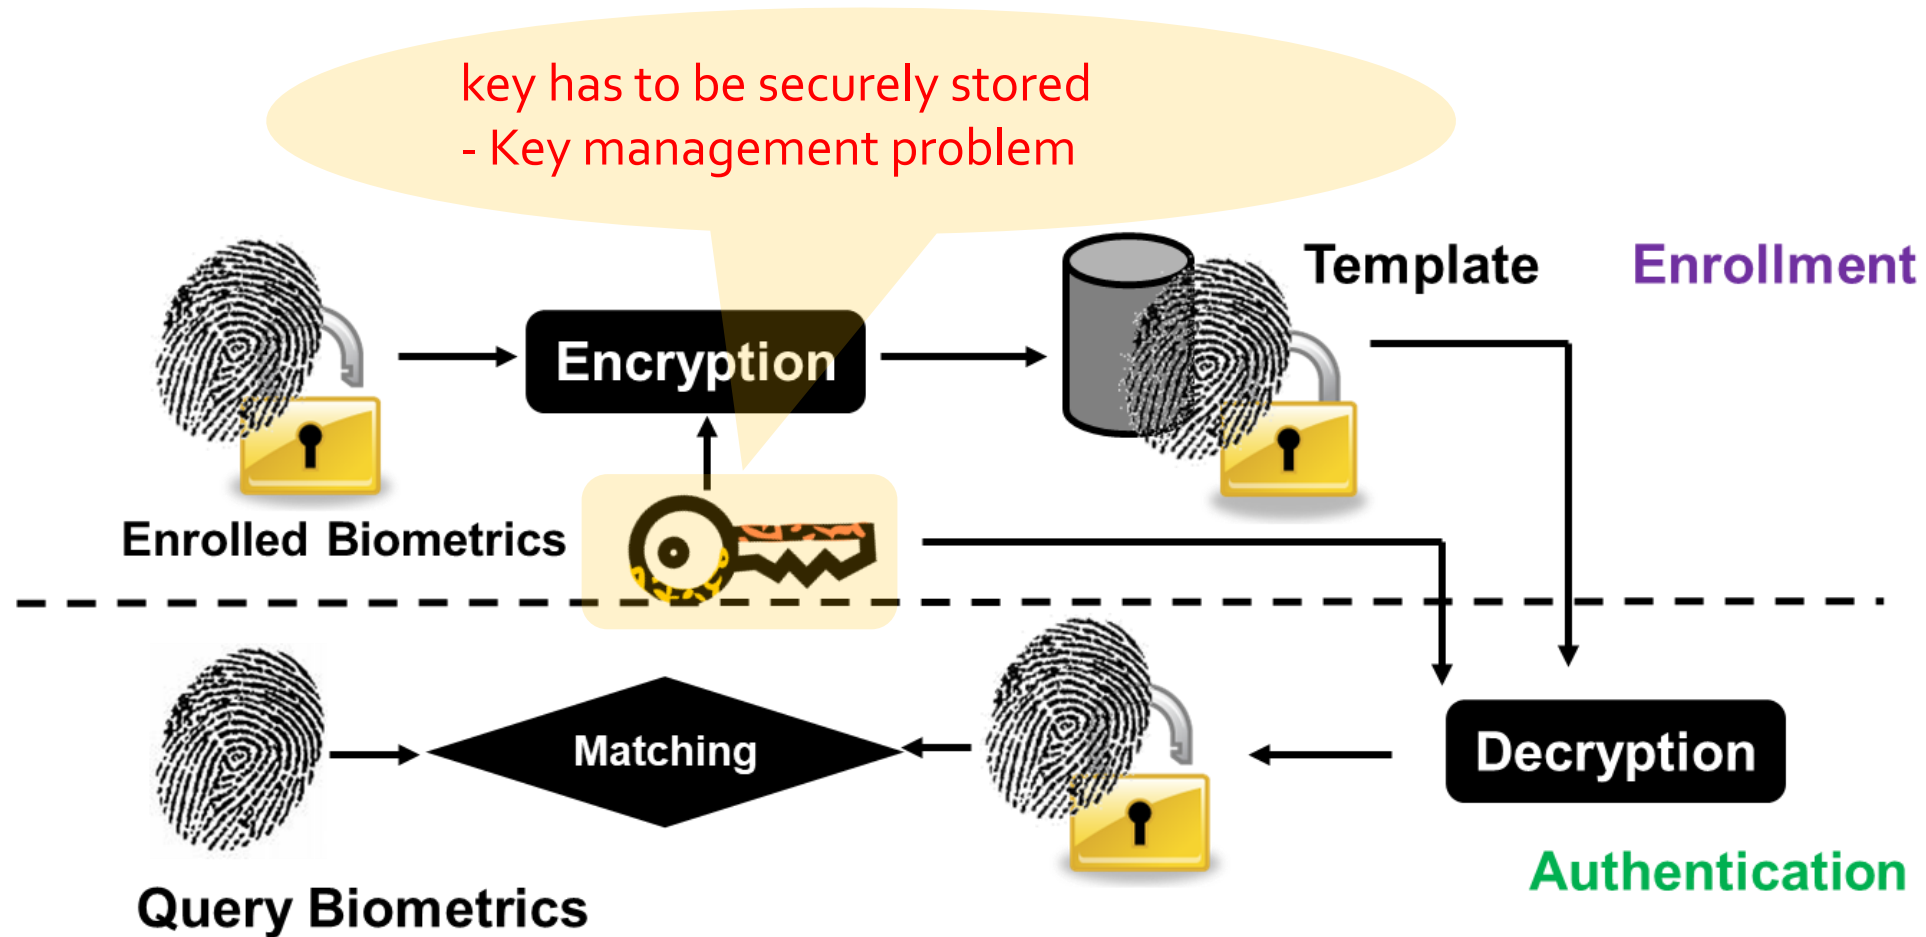 key has to be securely stored
- Key management problem
Template
Enrollment
Encryption
Enrolled Biometrics
Matching
Decryption
Authentication
Query Biometrics